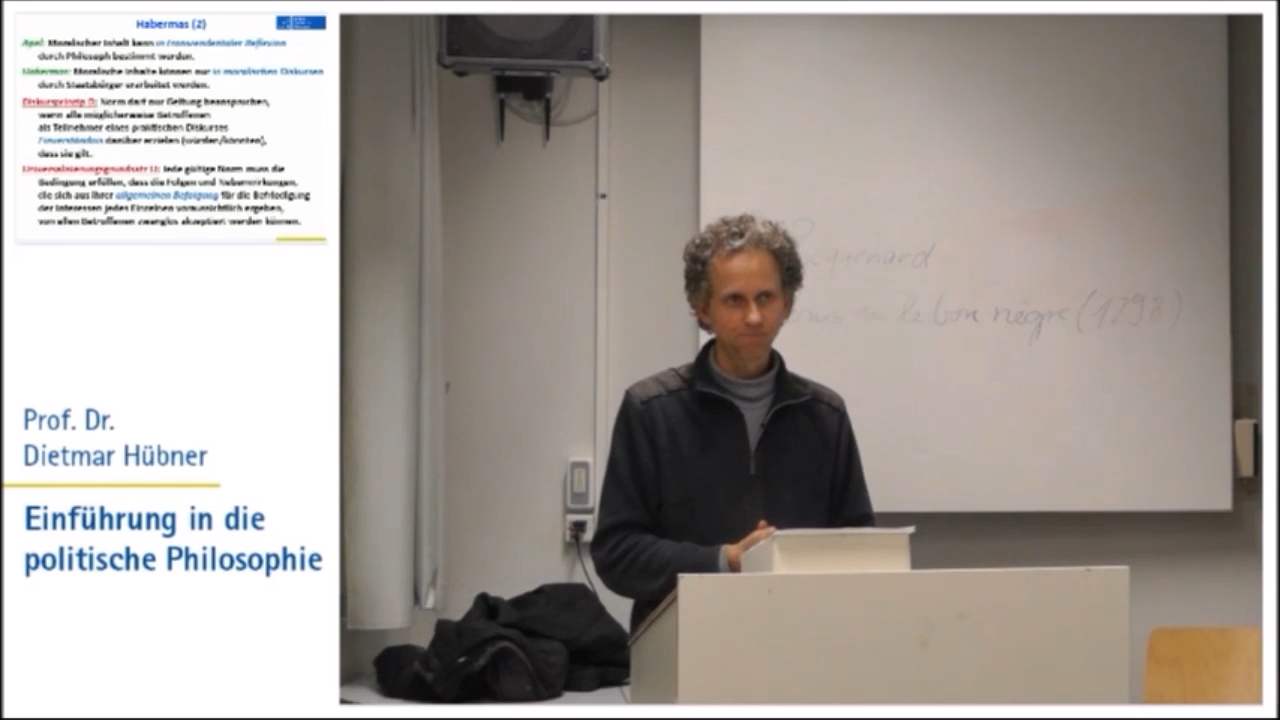 Habermas (2)
Apel: Moralischer Inhalt kann in transzendentaler Reflexion
durch Philosoph bestimmt werden.
Habermas: Moralische Inhalte können nur in moralischen Diskursen
durch Staatsbürger erarbeitet werden.
Diskursprinzip D: Norm darf nur Geltung beanspruchen,
wenn alle möglicherweise Betroffenen
als Teilnehmer eines praktischen Diskurses
Einverständnis darüber erzielen (würden/könnten),
dass sie gilt.
Universalisierungsgrundsatz U: Jede gültige Norm muss die
Bedingung erfüllen, dass die Folgen und Nebenwirkungen,
die sich aus ihrer allgemeinen Befolgung für die Befriedigung
der Interessen jedes Einzelnen voraussichtlich ergeben,
von allen Betroffenen zwanglos akzeptiert werden können.
Prof. Dr.
Dietmar Hübner
Einführung in die
politische Philosophie
le bon nègre (1798)